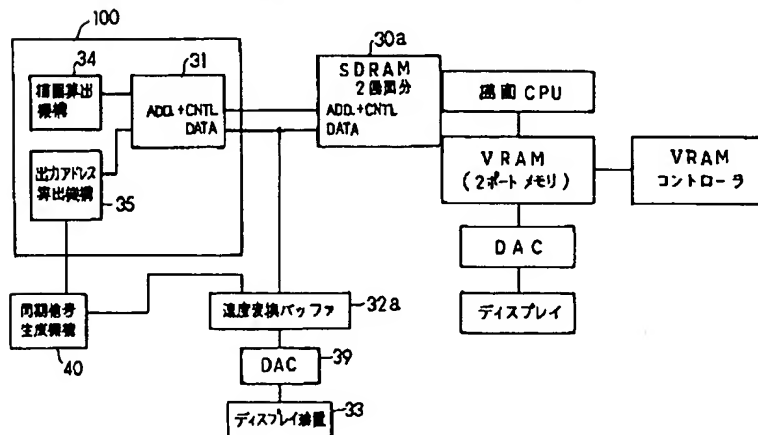 100
34
描画算出
機構
31
ADD.+CNTL
DATA
出力アドレス
算出機構
35
30a
SDRAM
2画面分
ADD.+CNTL
DATA
画面CPU
VRAM
(2ポートメモリ)
VRAM
コントローラ
DAC
ディスプレイ
同期信号
生成機構
40
速度変換バッファ
32a
DAC
39
ディスプレイ装置
33